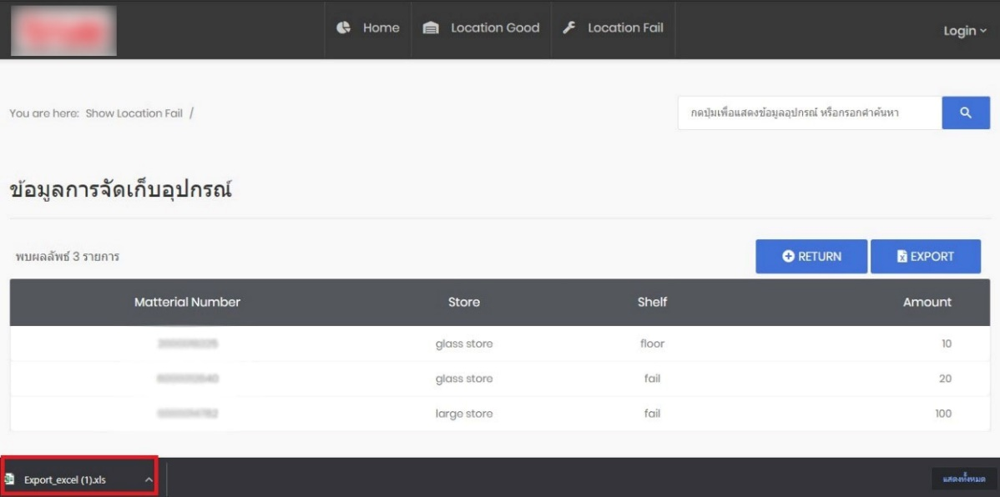 Home Location Good Location Fail Login
You are here: Show Location Fail /
กดปุ่มเพื่อแสดงข้อมูลอุปกรณ์ หรือกรอกคำค้นหา
ข้อมูลการจัดเก็บอุปกรณ์
พบผลลัพธ์ 3 รายการ RETURN EXPORT
Matterial Number Store Shelf Amount
glass store floor 10
glass store fail 20
large store fail 100
Export_excel (1).xls แสดงทั้งหมด